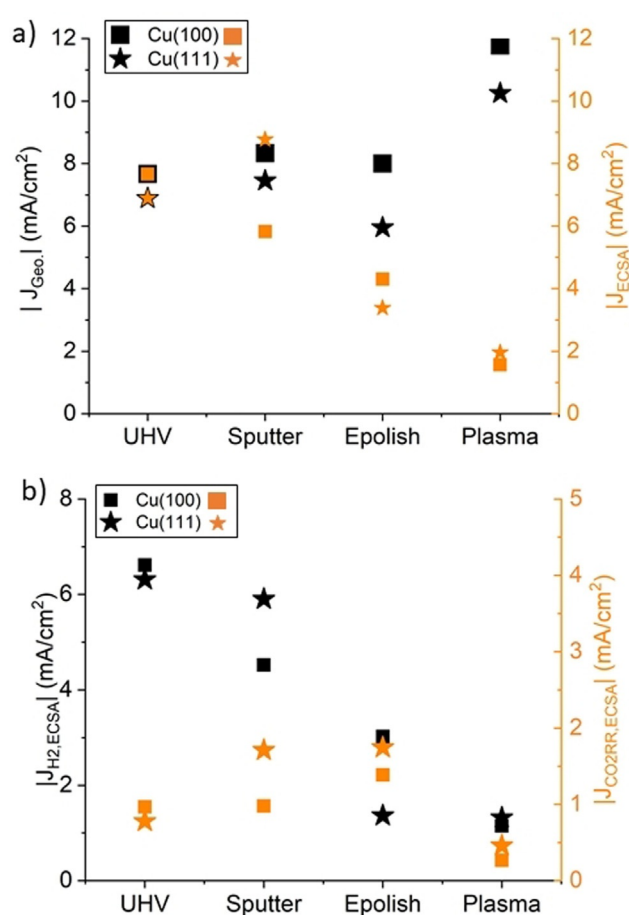 a)
Cu(100)
Cu(111)
12
10
8
6
4
2
0
| J_Geo.| (mA/cm²)
12
10
8
6
4
2
0
|J_ECSA| (mA/cm²)
UHV Sputter Epolish Plasma
b)
Cu(100)
Cu(111)
8
6
4
2
0
|J_H2,ECSA| (mA/cm²)
5
4
3
2
1
0
|J_CO2RR,ECSA| (mA/cm²)
UHV Sputter Epolish Plasma